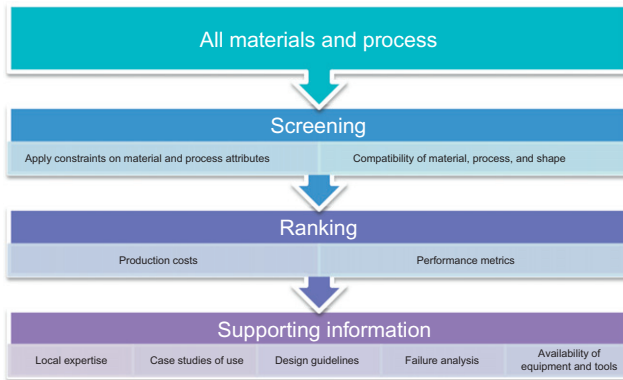 All materials and process
Screening
Apply constraints on material and process attributes
Compatibility of material, process, and shape
Ranking
Production costs
Performance metrics
Supporting information
Local expertise
Case studies of use
Design guidelines
Failure analysis
Availability of
equipment and tools